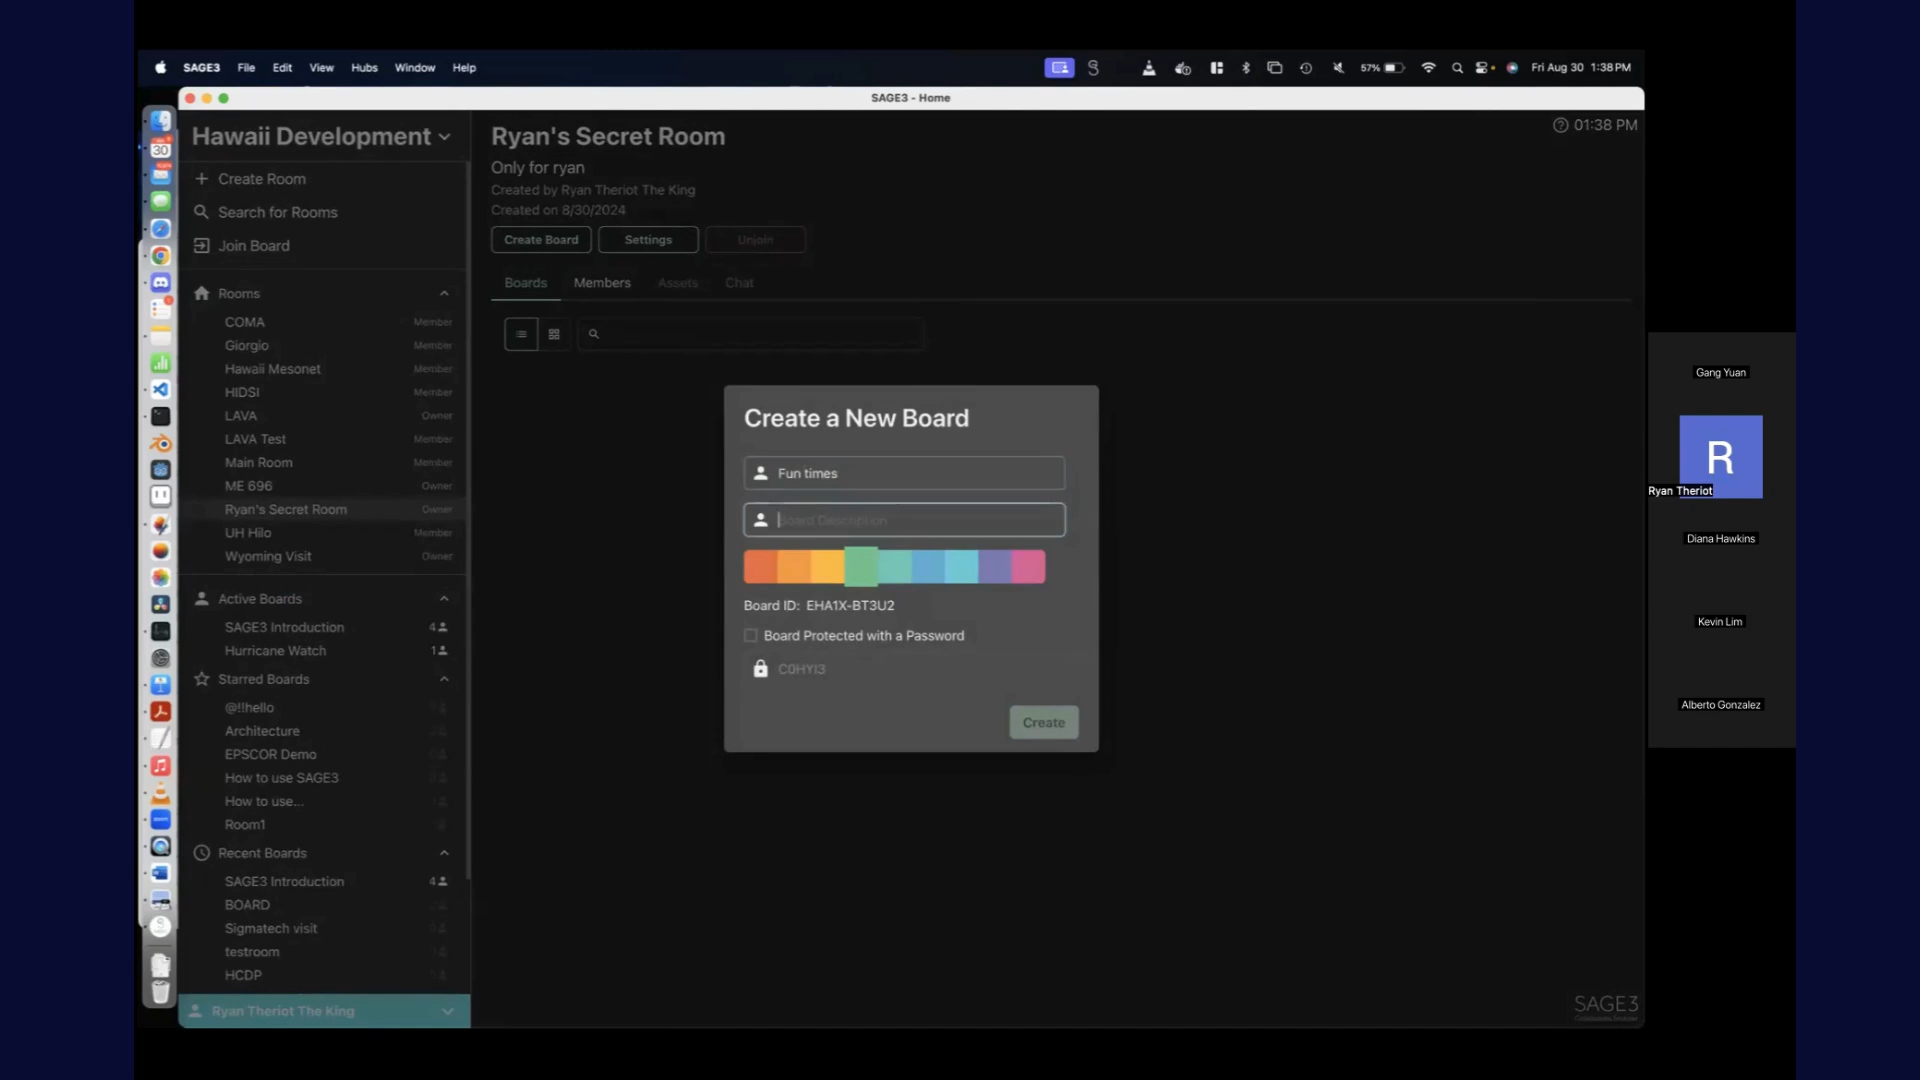 SAGE3 File Edit View Hubs Window Help
57% Fri Aug 30 1:38 PM
SAGE3 - Home
Hawaii Development
Create Room
Search for Rooms
Join Board
Rooms
COMA Member
Giorgio Member
Hawaii Mesonet Member
HIDSI Member
LAVA Owner
LAVA Test Member
Main Room Member
ME 696 Owner
Ryan's Secret Room Owner
UH Hilo Member
Wyoming Visit Owner
Active Boards
SAGE3 Introduction 4
Hurricane Watch 1
Starred Boards
@!!hello
Architecture
EPSCOR Demo
How to use SAGE3
How to use...
Room1
Recent Boards
SAGE3 Introduction 4
BOARD
Sigmatech visit
testroom
HCDP
Ryan Theriot The King
Ryan's Secret Room
01:38 PM
Only for ryan
Created by Ryan Theriot The King
Created on 8/30/2024
Create Board Settings Unjoin
Boards Members Assets Chat
Create a New Board
Fun times
Board Description
Board ID: EHA1X-BT3U2
Board Protected with a Password
C0HYI3
Create
SAGE3
Gang Yuan
R
Ryan Theriot
Diana Hawkins
Kevin Lim
Alberto Gonzalez